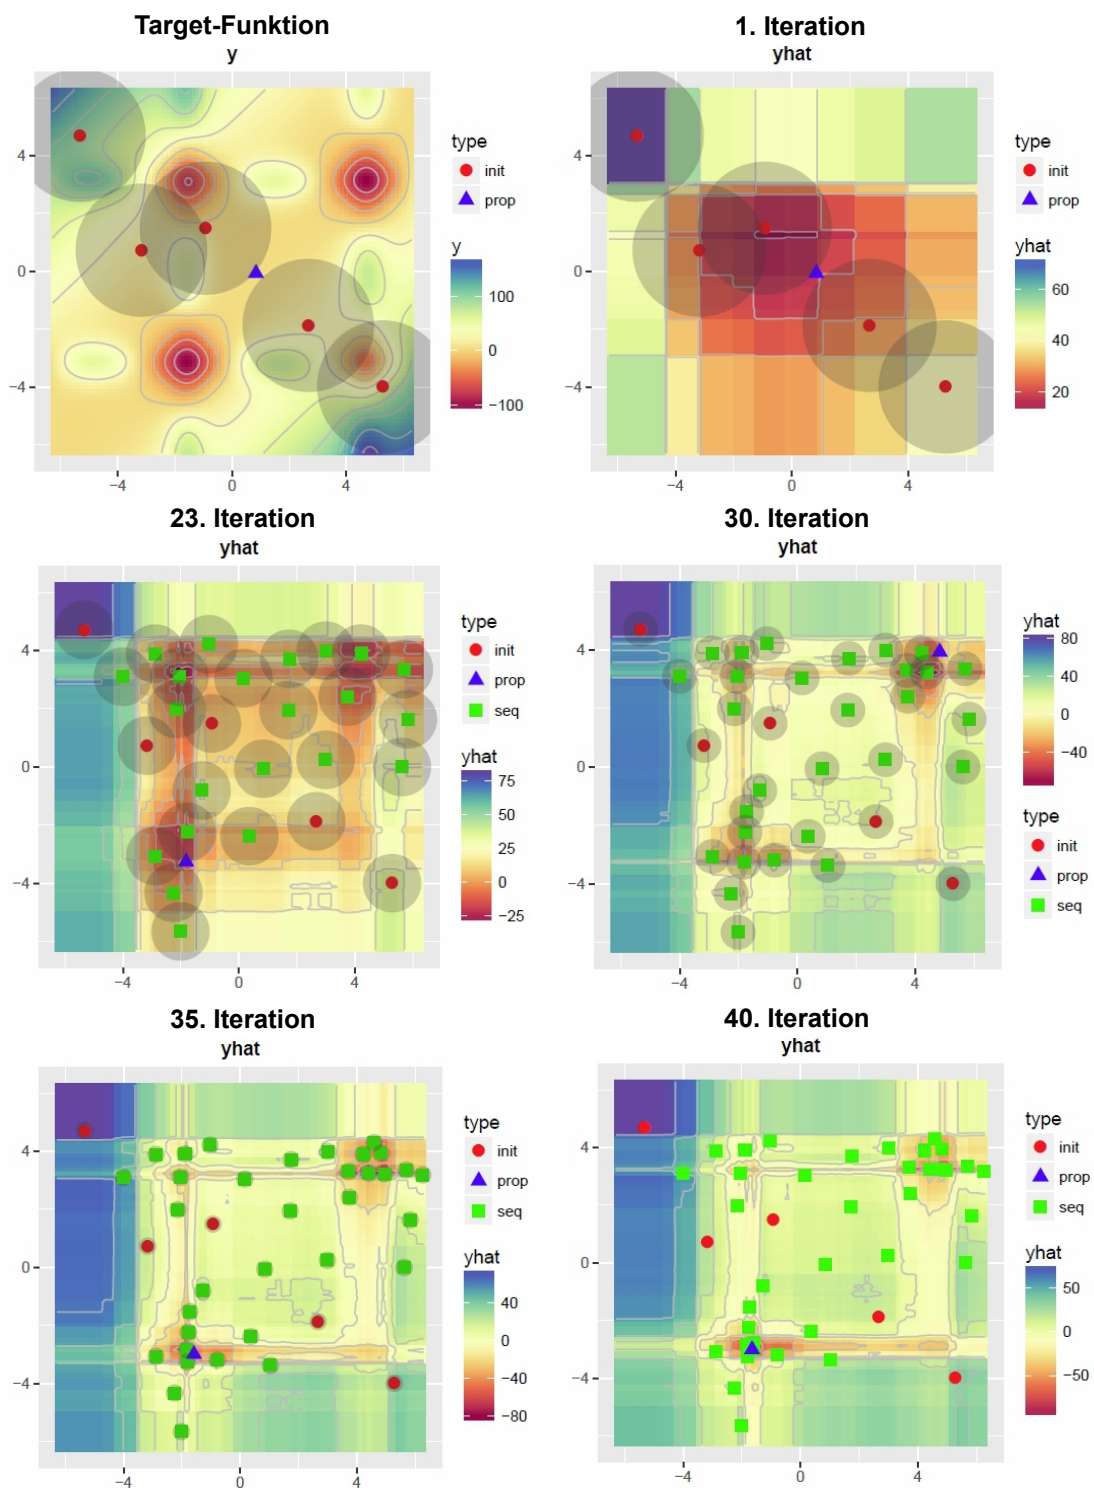 Target-Funktion
y
4
0
−4
−4 0 4
type
init
prop
y
100
0
−100
1. Iteration
yhat
4
0
−4
−4 0 4
type
init
prop
yhat
60
40
20
23. Iteration
yhat
4
0
−4
−4 0 4
type
init
prop
seq
yhat
75
50
25
0
−25
30. Iteration
yhat
4
0
−4
−4 0 4
yhat
80
40
0
−40
type
init
prop
seq
35. Iteration
yhat
4
0
−4
−4 0 4
type
init
prop
seq
yhat
40
0
−40
−80
40. Iteration
yhat
4
0
−4
−4 0 4
type
init
prop
seq
yhat
50
0
−50